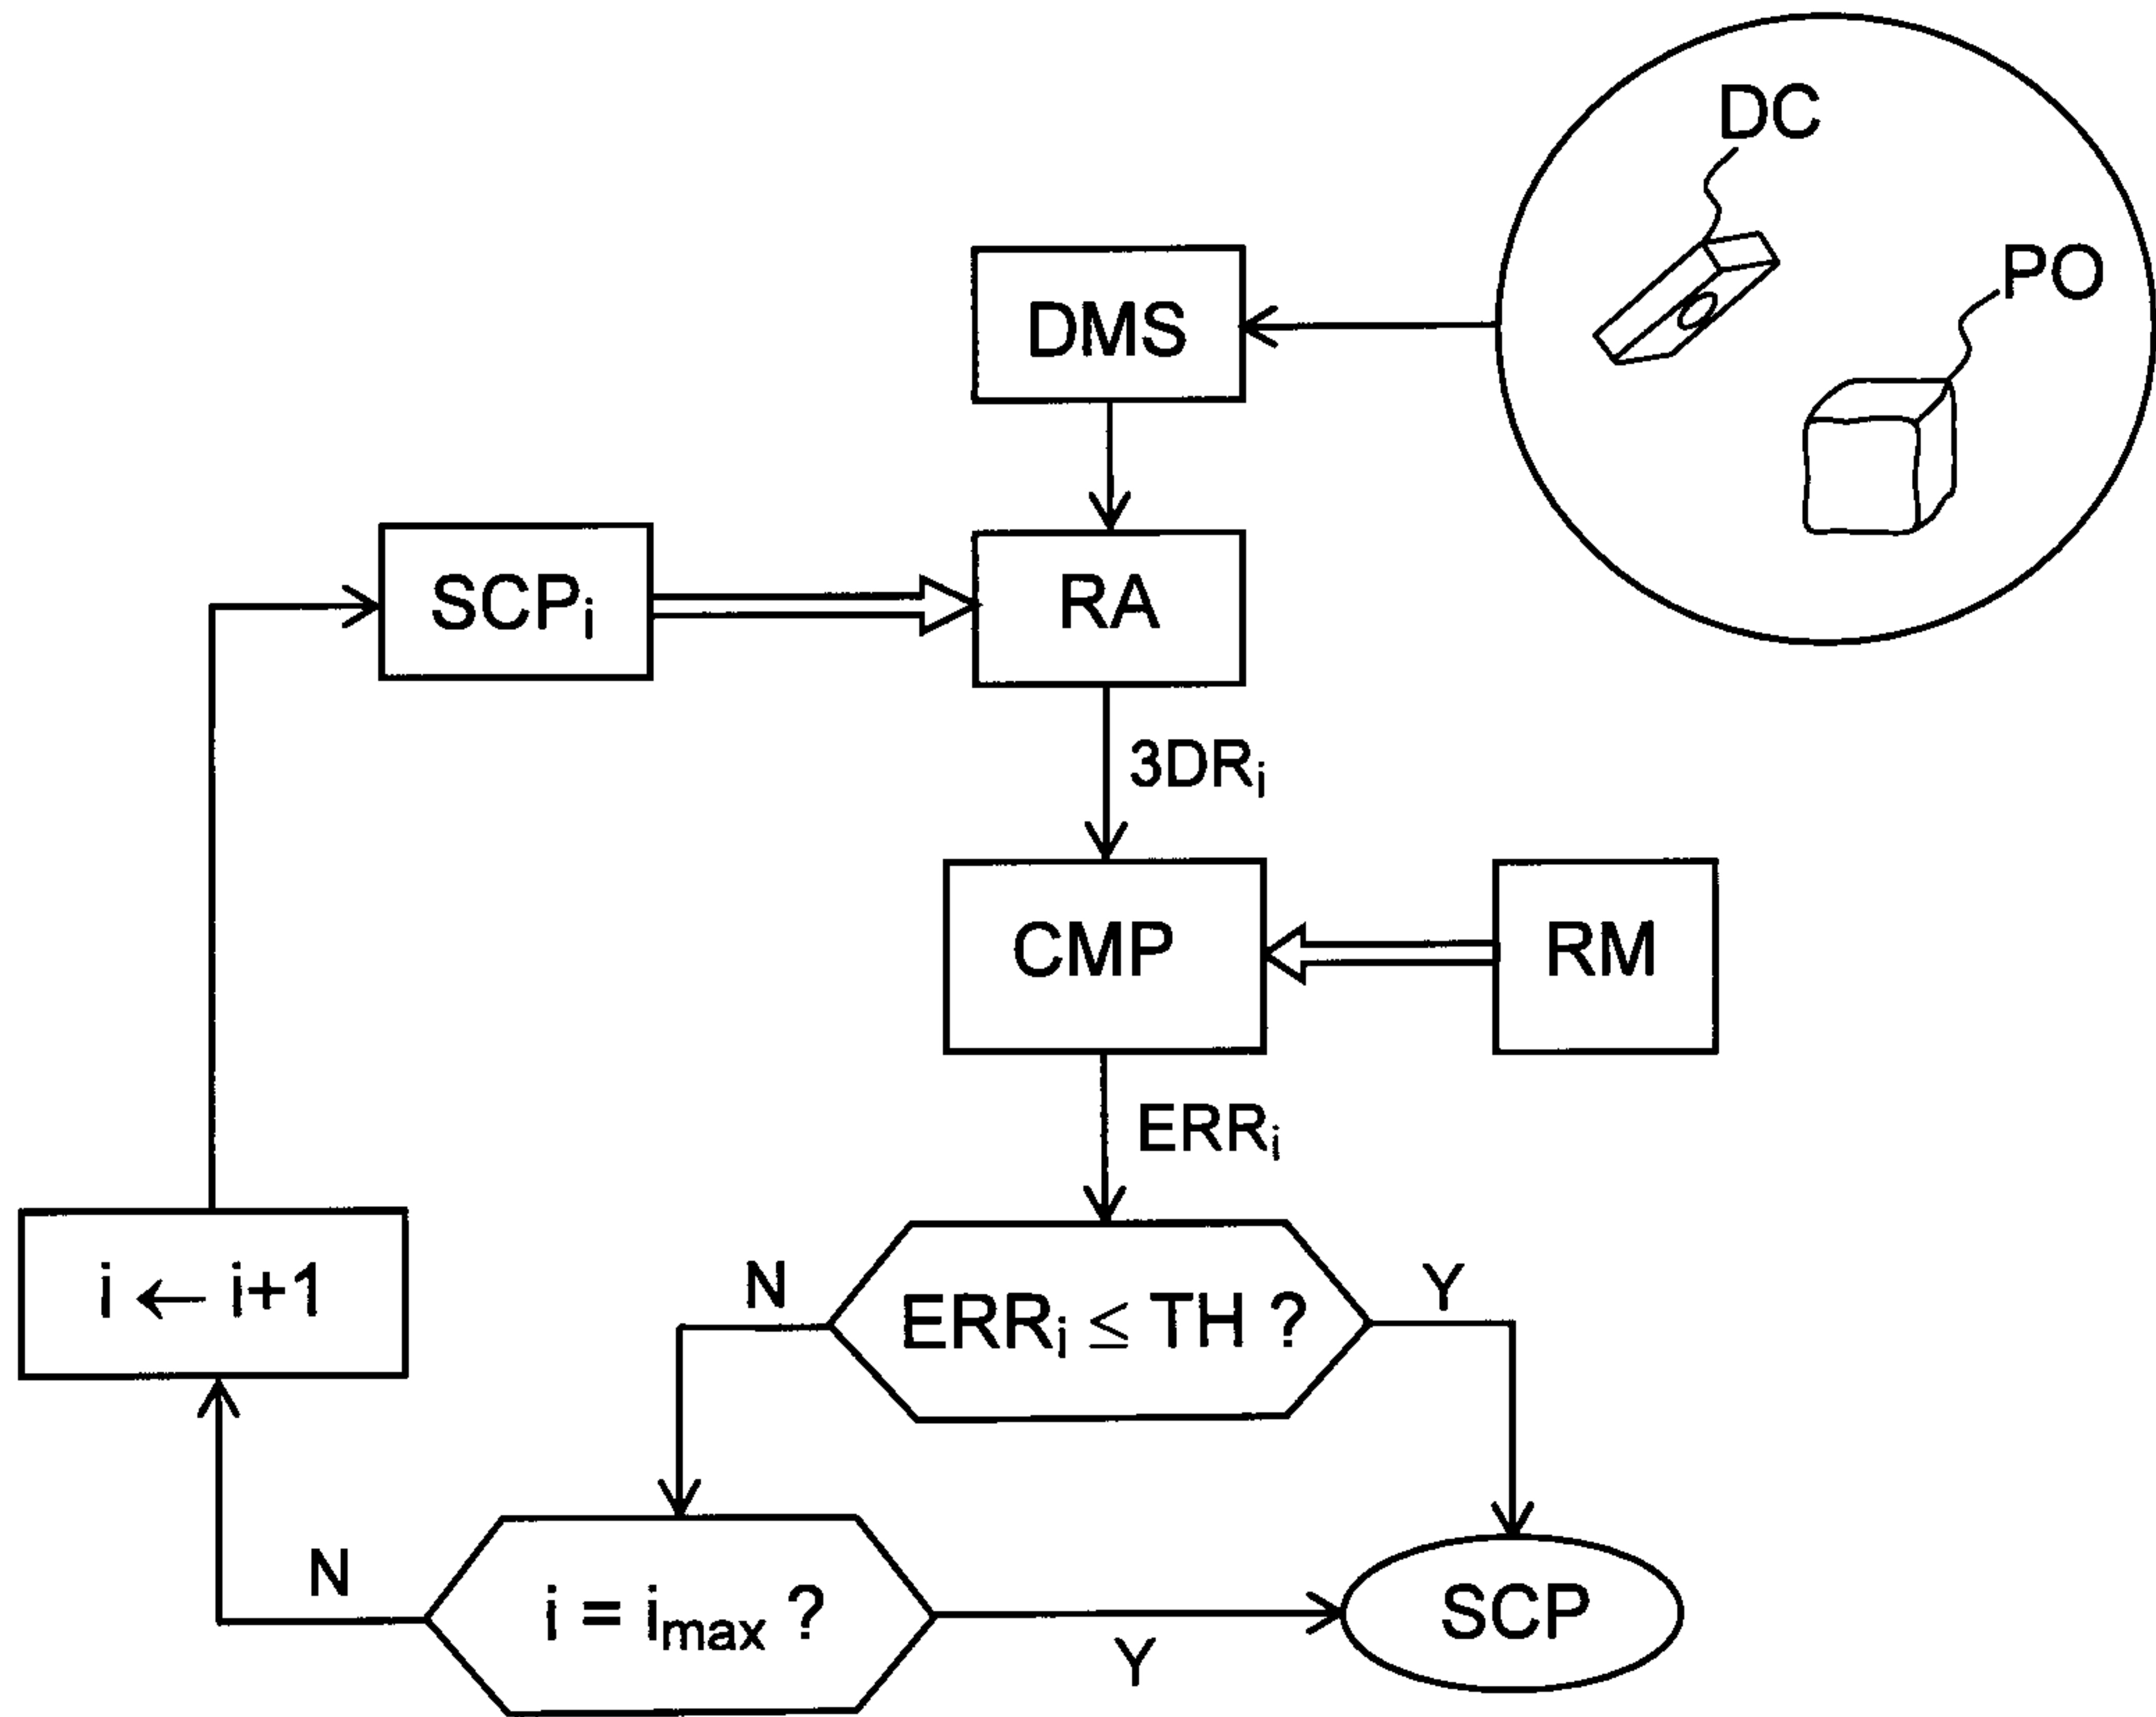 DC
PO
DMS
SCPi
RA
3DRi
CMP
RM
ERRi
i ← i+1
N
ERRi ≤ TH ?
Y
N
i = imax ?
Y
SCP